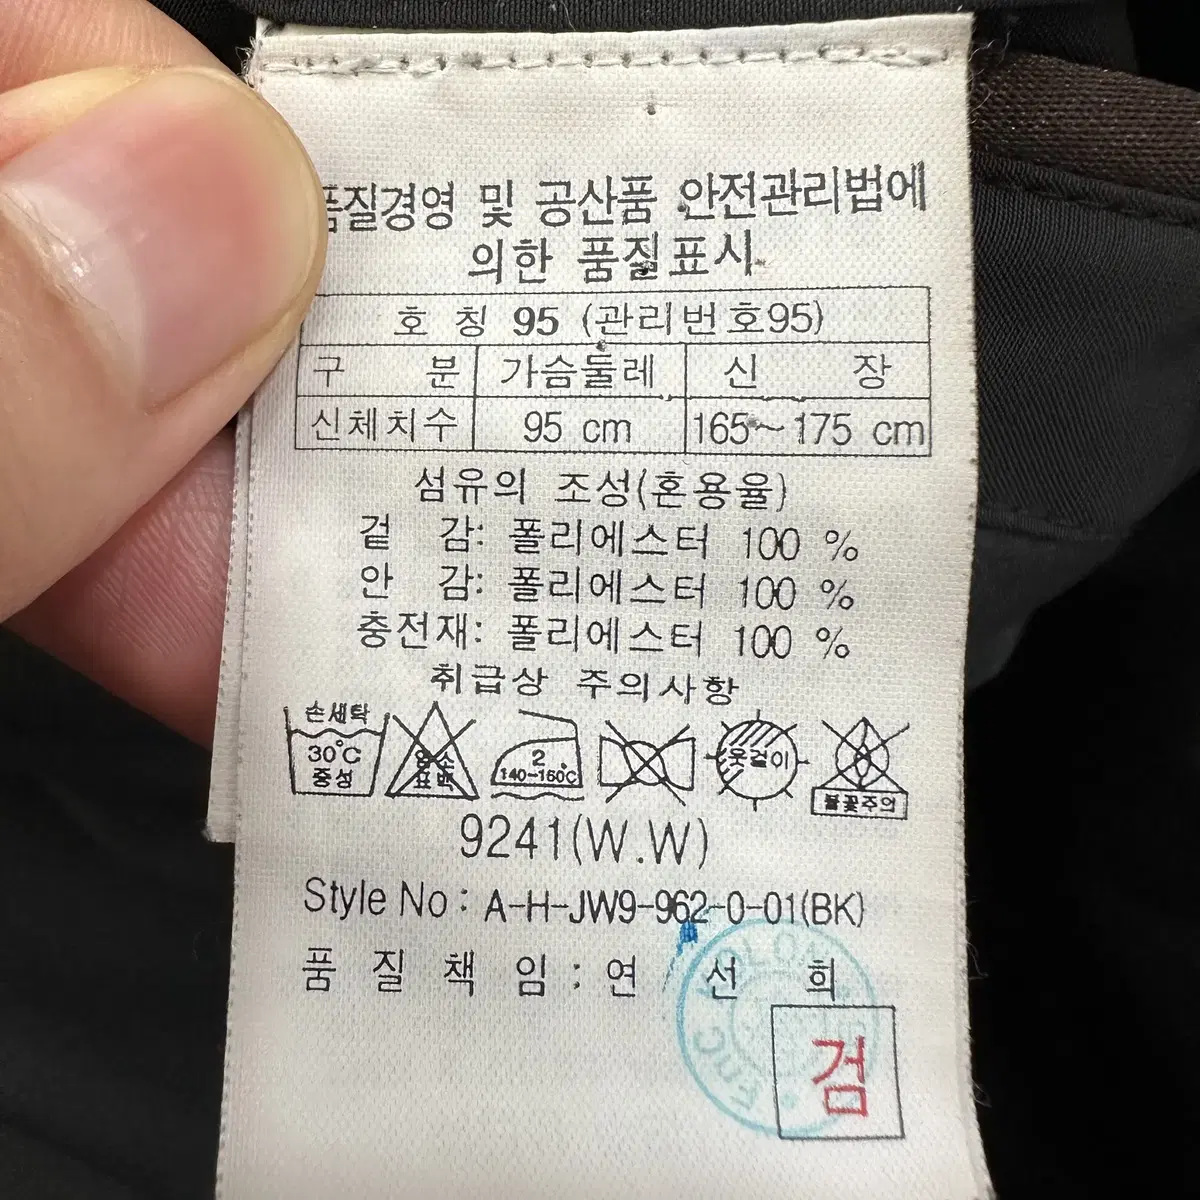 품질경영 및 공산품 안전관리법에
의한 품질표시
호 칭 95 (관리번호95)
구 분 가슴둘레 신 장
신체치수 95 cm 165~175 cm
섬유의 조성(혼용율)
겉 감: 폴리에스터 100 %
안 감: 폴리에스터 100 %
충전재: 폴리에스터 100 %
취급상 주의사항
손세탁
30°C
중성
염소
표백
2
140-160°C
옷걸이
불꽃주의
9241(W.W)
Style No: A-H-JW9-962-0-01(BK)
품 질 책 임 : 연 선 희
검